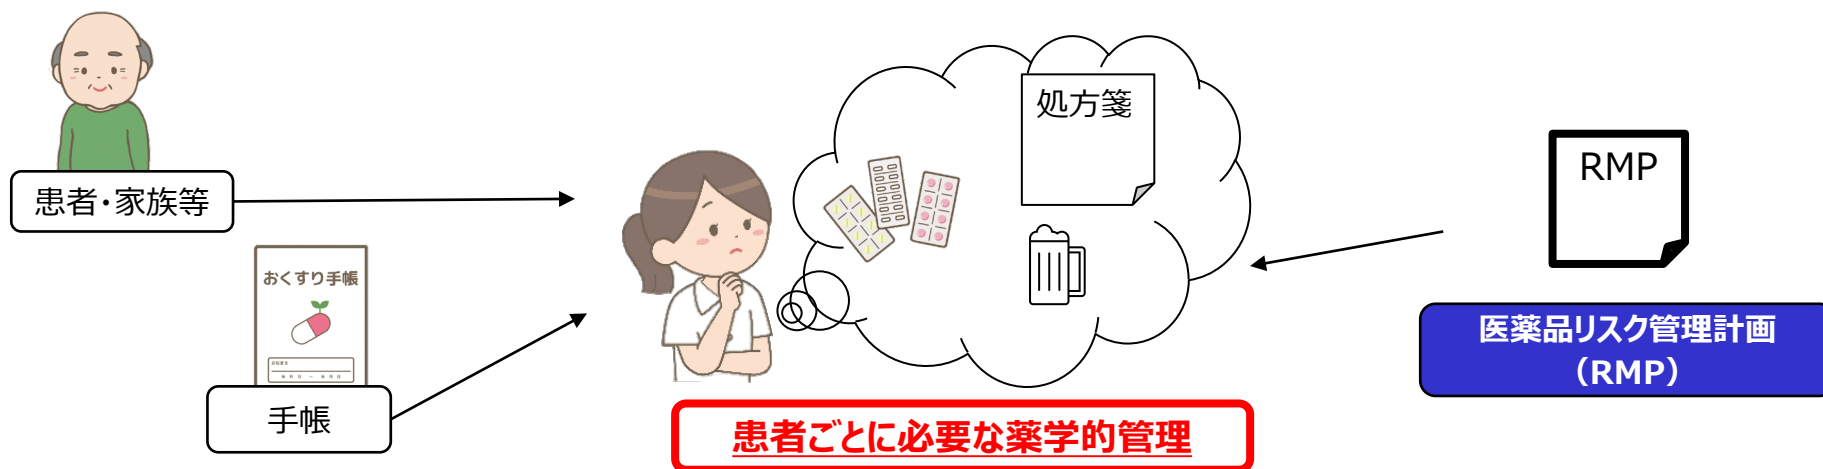 処方箋
RMP
患者・家族等
おくすり手帳
手帳
医薬品リスク管理計画
（RMP）
患者ごとに必要な薬学的管理